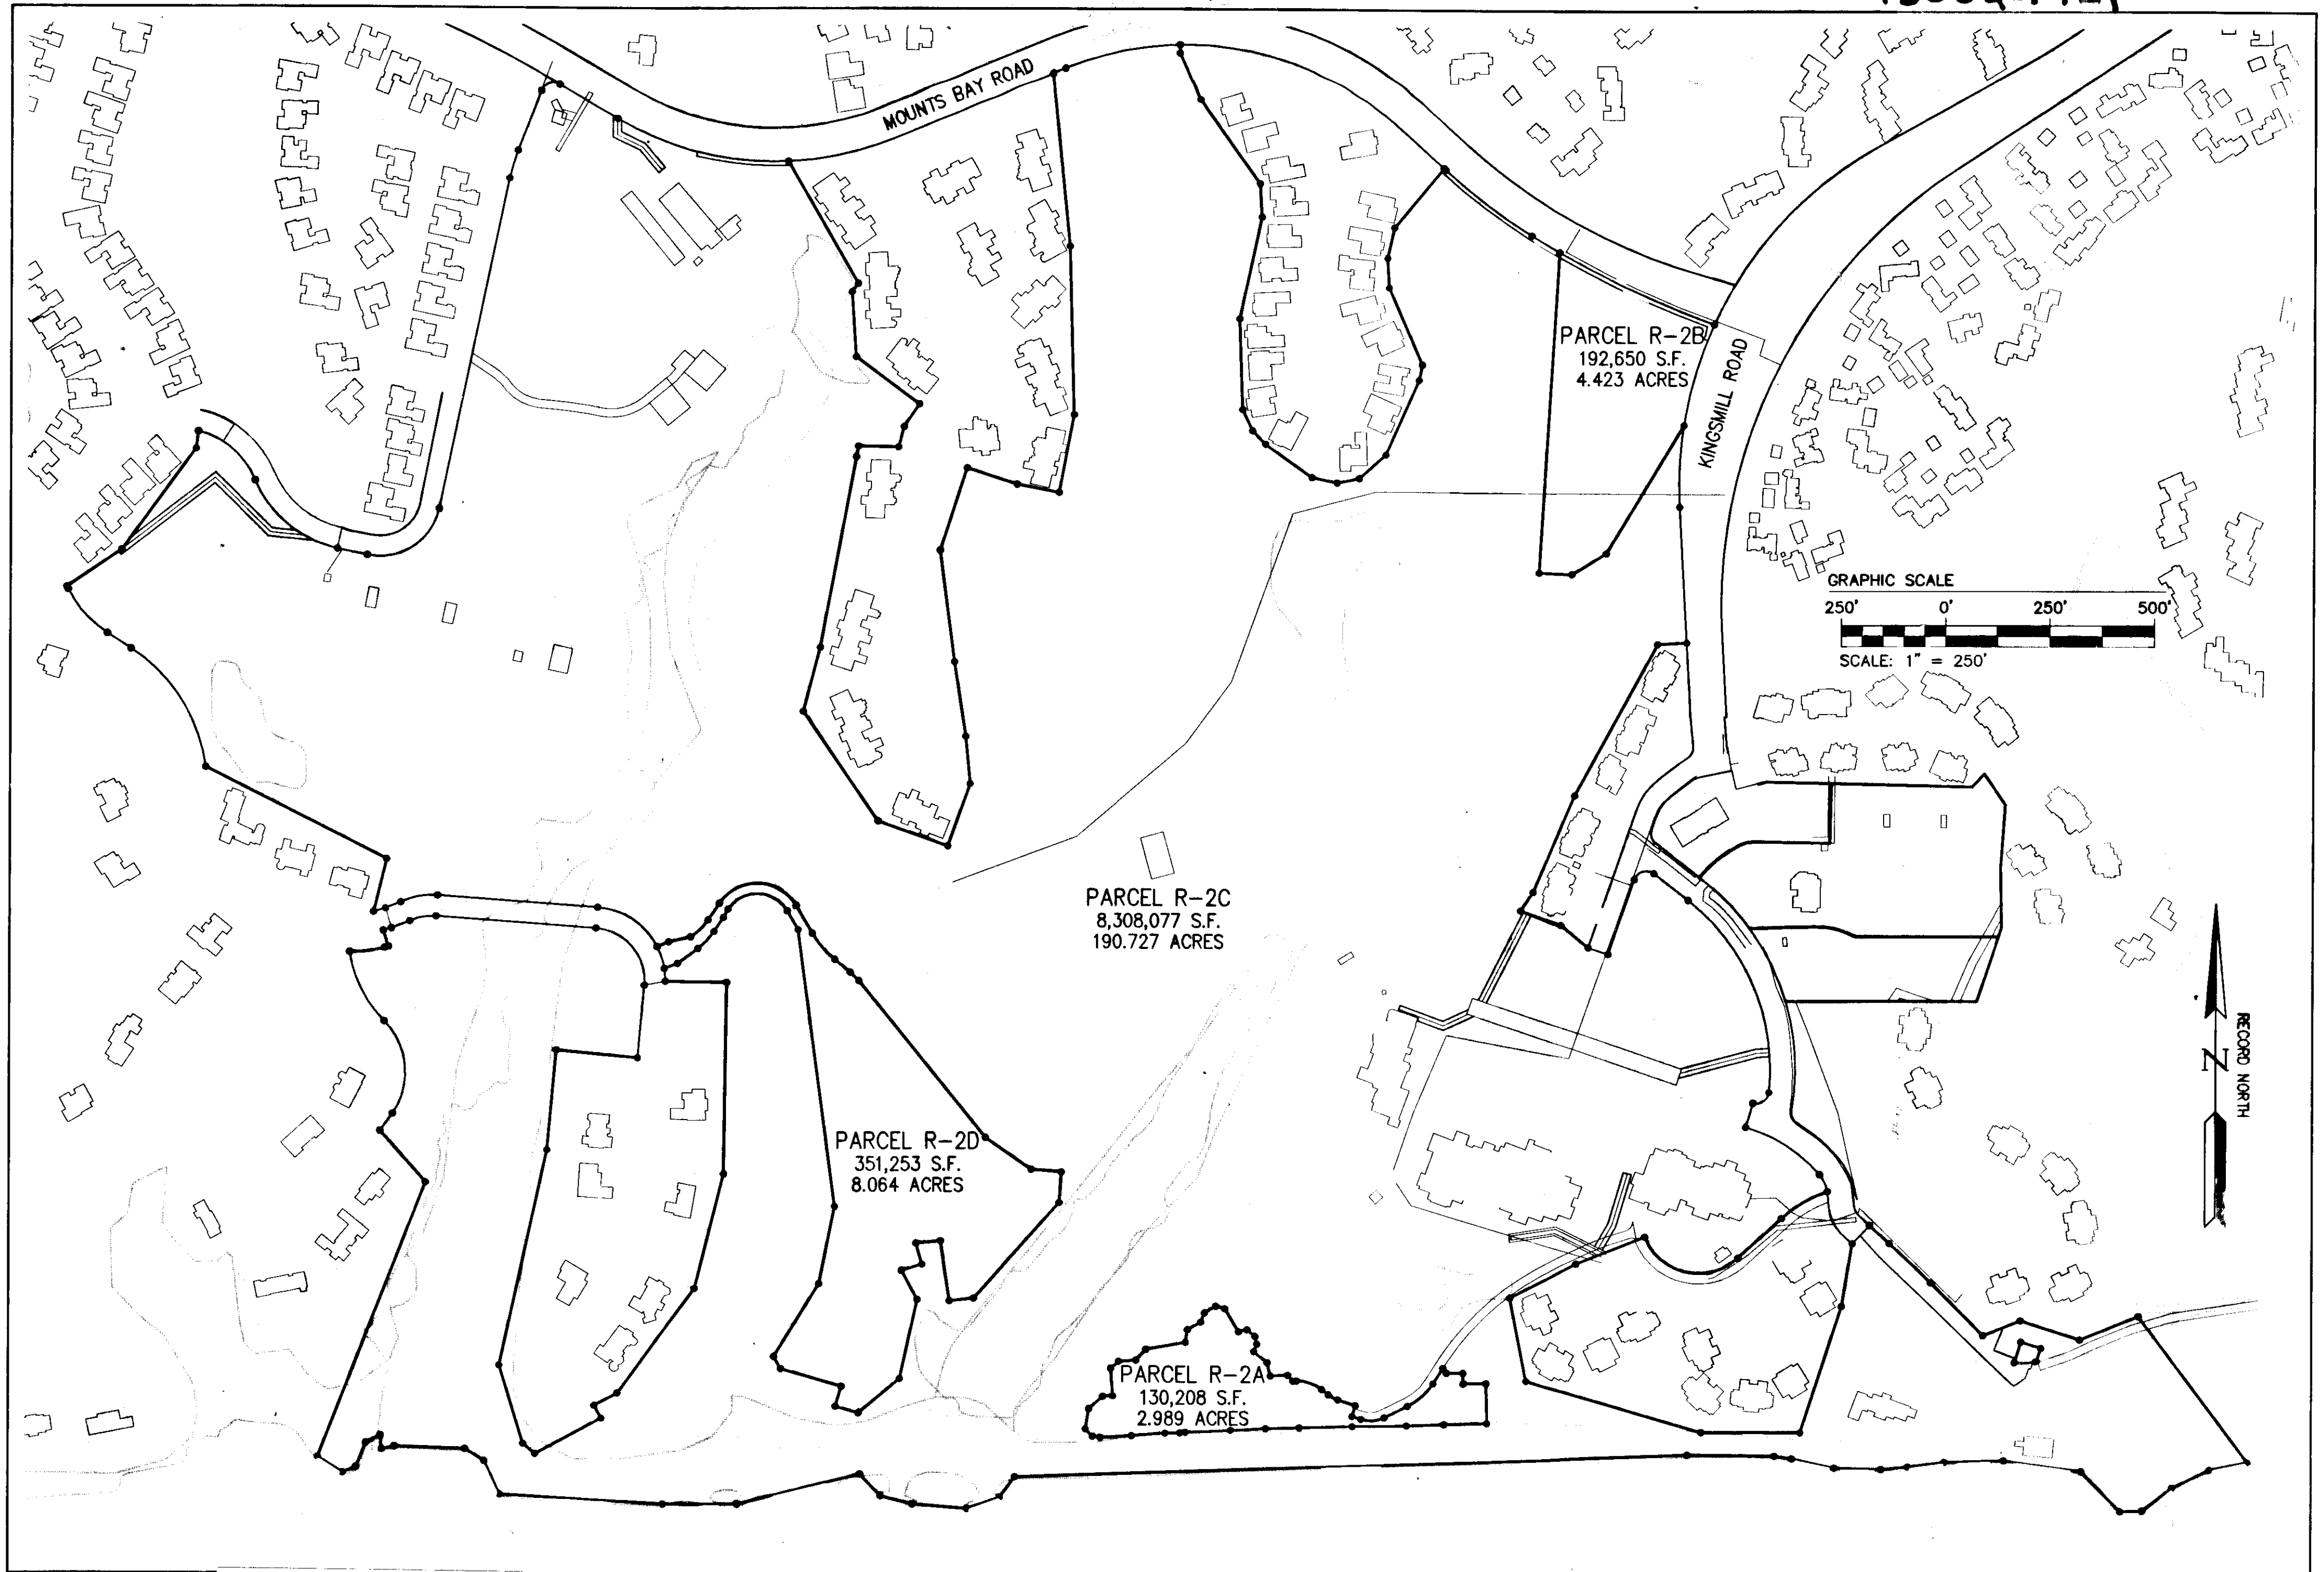 MOUNTS BAY ROAD
PARCEL R-2B
192,650 S.F.
4.423 ACRES
KINGSMILL ROAD
GRAPHIC SCALE
250' 0' 250' 500'
SCALE: 1" = 250'
PARCEL R-2C
8,308,077 S.F.
190.727 ACRES
RECORD NORTH
N
PARCEL R-2D
351,253 S.F.
8.064 ACRES
PARCEL R-2A
130,208 S.F.
2.989 ACRES